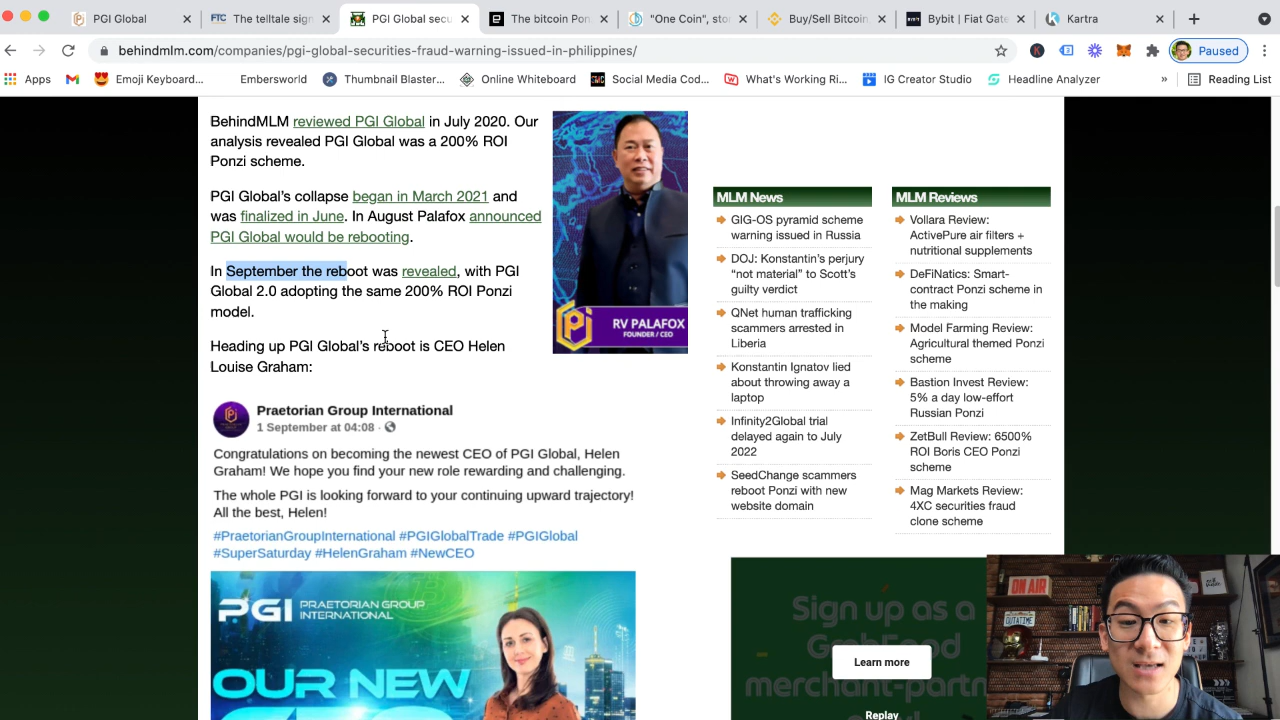 PGI Global
The telltale sign
PGI Global secu
The bitcoin Pon
"One Coin", sto
Buy/Sell Bitcoin
Bybit | Fiat Gate
Kartra
behindmlm.com/companies/pgi-global-securities-fraud-warning-issued-in-philippines/
Paused
Apps
Emoji Keyboard...
Embersworld
Thumbnail Blaster...
Online Whiteboard
Social Media Cod...
What's Working Ri...
IG Creator Studio
Headline Analyzer
»
Reading List
BehindMLM reviewed PGI Global in July 2020. Our
analysis revealed PGI Global was a 200% ROI
Ponzi scheme.
PGI Global's collapse began in March 2021 and
was finalized in June. In August Palafox announced
PGI Global would be rebooting.
In September the reboot was revealed, with PGI
Global 2.0 adopting the same 200% ROI Ponzi
model.
Heading up PGI Global's reboot is CEO Helen
Louise Graham:
RV PALAFOX
FOUNDER / CEO
Praetorian Group International
1 September at 04:08 ·
Congratulations on becoming the newest CEO of PGI Global, Helen
Graham! We hope you find your new role rewarding and challenging.
The whole PGI is looking forward to your continuing upward trajectory!
All the best, Helen!
#PraetorianGroupInternational #PGIGlobalTrade #PGIGlobal
#SuperSaturday #HelenGraham #NewCEO
PGI PRAETORIAN GROUP
INTERNATIONAL
OUR NEW
MLM News
GIG-OS pyramid scheme
warning issued in Russia
DOJ: Konstantin's perjury
"not material" to Scott's
guilty verdict
QNet human trafficking
scammers arrested in
Liberia
Konstantin Ignatov lied
about throwing away a
laptop
Infinity2Global trial
delayed again to July
2022
SeedChange scammers
reboot Ponzi with new
website domain
MLM Reviews
Vollara Review:
ActivePure air filters +
nutritional supplements
DeFiNatics: Smart-
contract Ponzi scheme in
the making
Model Farming Review:
Agricultural themed Ponzi
scheme
Bastion Invest Review:
5% a day low-effort
Russian Ponzi
ZetBull Review: 6500%
ROI Boris CEO Ponzi
scheme
Mag Markets Review:
4XC securities fraud
clone scheme
Sign up as a
GrabFood
merchant-partn
Learn more
Replay
ON AIR